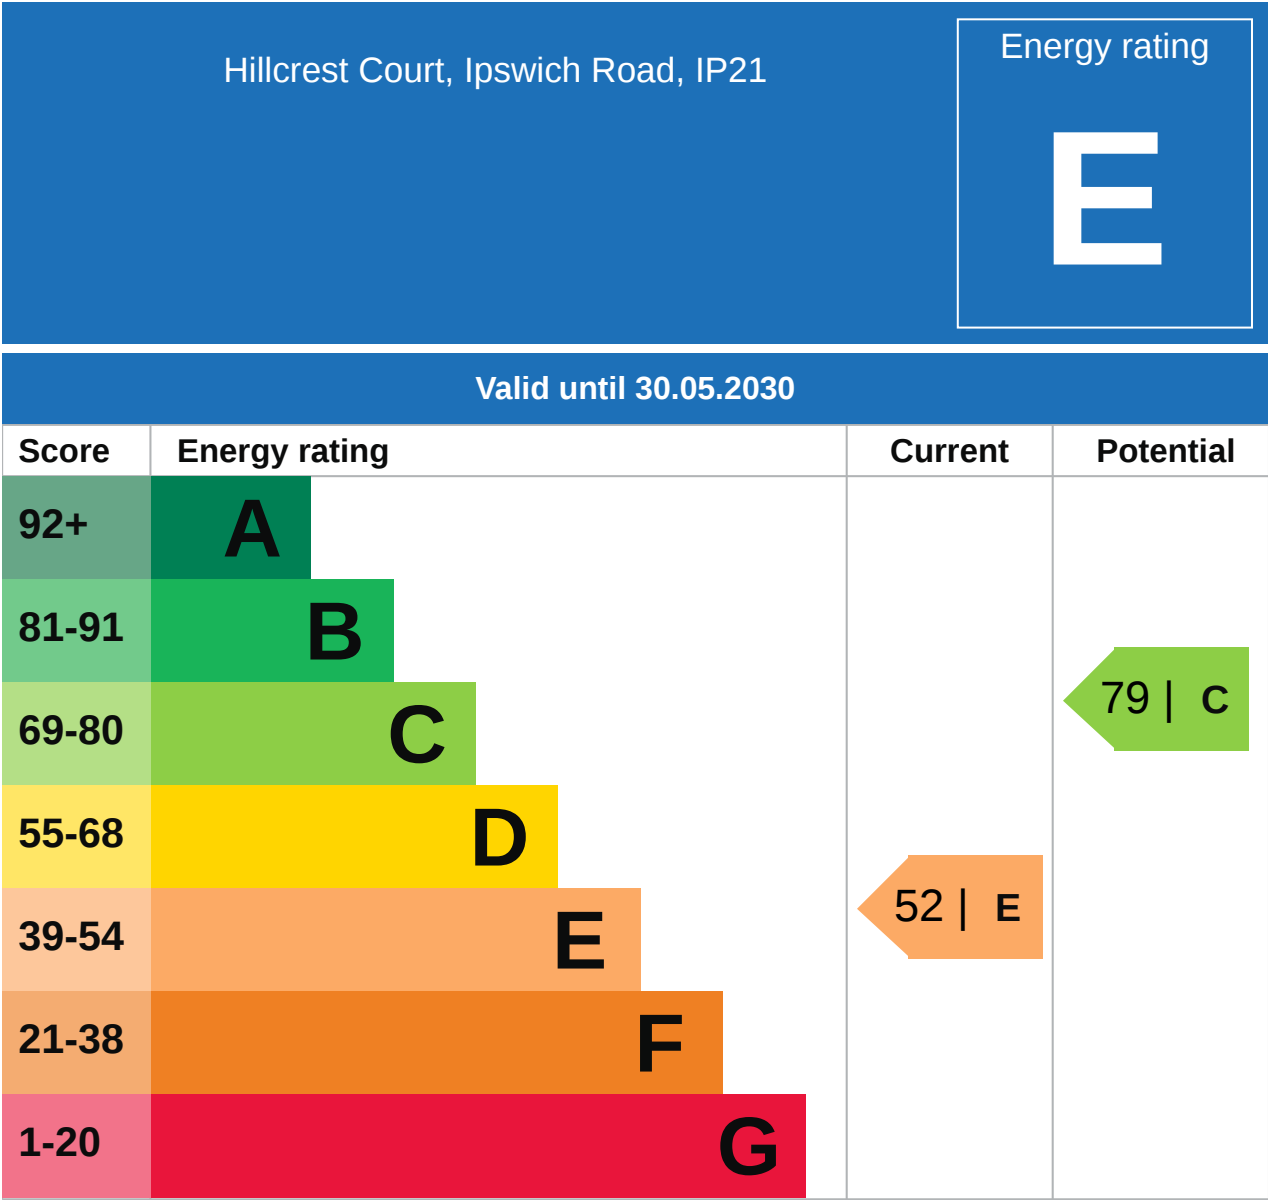 Hillcrest Court, Ipswich Road, IP21
Energy rating
E
Valid until 30.05.2030
Score Energy rating Current Potential
92+ A
81-91 B
79 | C
69-80 C
55-68 D
52 | E
39-54 E
21-38 F
1-20 G